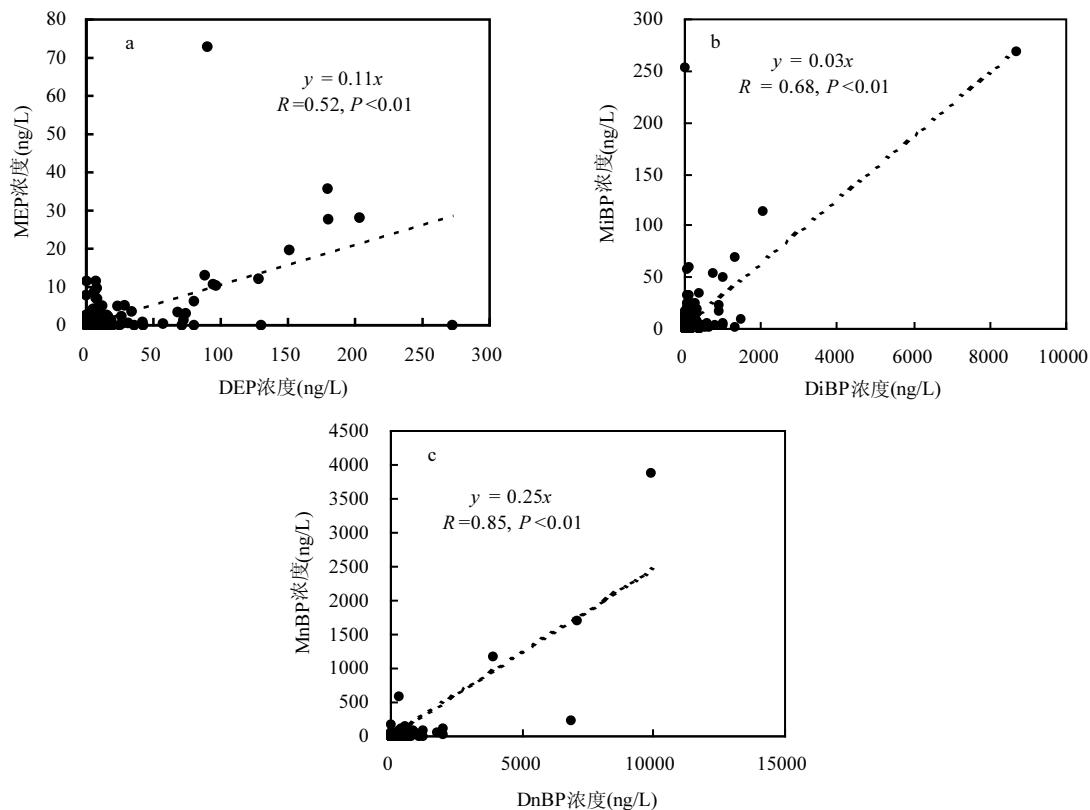 a
y = 0.11x
R=0.52, P<0.01
80
70
60
50
40
30
20
10
0
MEP浓度(ng/L)
0 50 100 150 200 250 300
DEP浓度(ng/L)
b
y = 0.03x
R = 0.68, P<0.01
300
250
200
150
100
50
0
MiBP浓度(ng/L)
0 2000 4000 6000 8000 10000
DiBP浓度(ng/L)
c
y = 0.25x
R=0.85, P<0.01
4500
4000
3500
3000
2500
2000
1500
1000
500
0
MnBP浓度(ng/L)
0 5000 10000 15000
DnBP浓度(ng/L)